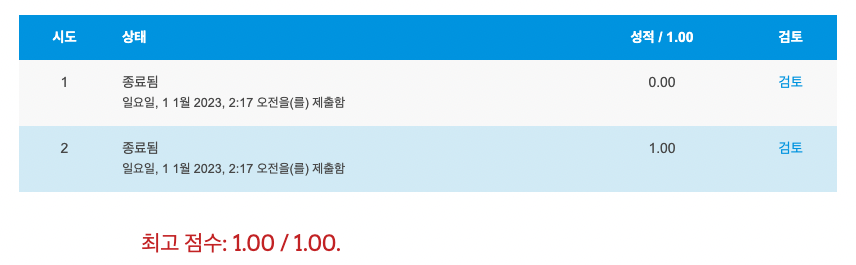 시도 상태 성적 / 1.00 검토
1 종료됨 0.00 검토
일요일, 1 1월 2023, 2:17 오전을(를) 제출함
2 종료됨 1.00 검토
일요일, 1 1월 2023, 2:17 오전을(를) 제출함
최고 점수: 1.00 / 1.00.